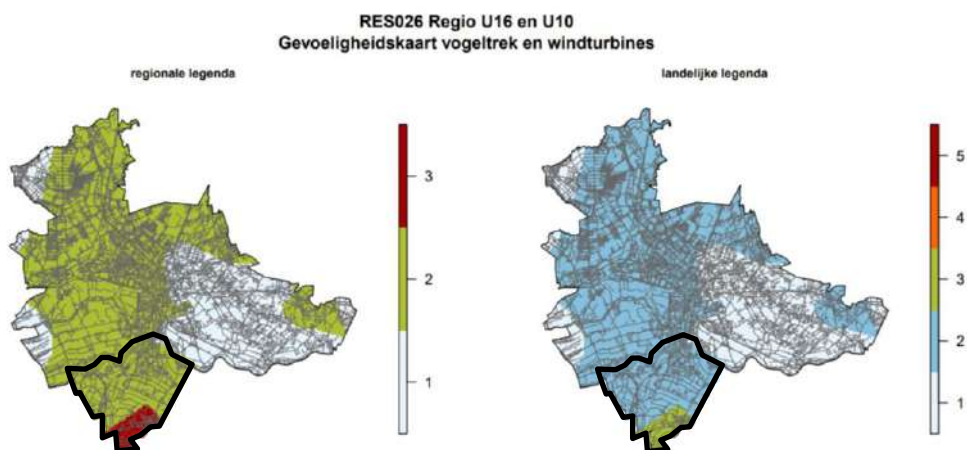 RES026 Regio U16 en U10
Gevoeligheidskaart vogeltrek en windturbines
regionale legenda
landelijke legenda
3
2
1
5
4
3
2
1